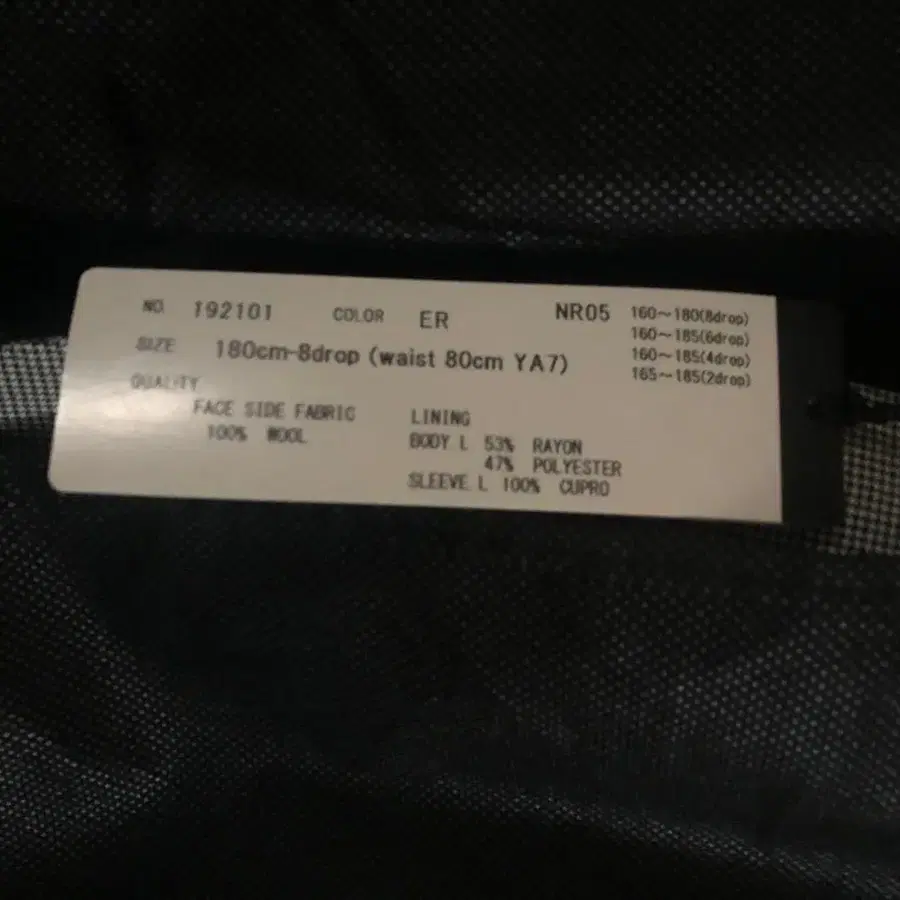 NO. 192101 COLOR ER NR05 160~180(8drop)
160~185(6drop)
SIZE 180cm-8drop (waist 80cm YA7) 160~185(4drop)
165~185(2drop)
QUALITY
FACE SIDE FABRIC LINING
100% WOOL BODY L 53% RAYON
47% POLYESTER
SLEEVE L 100% CUPRO